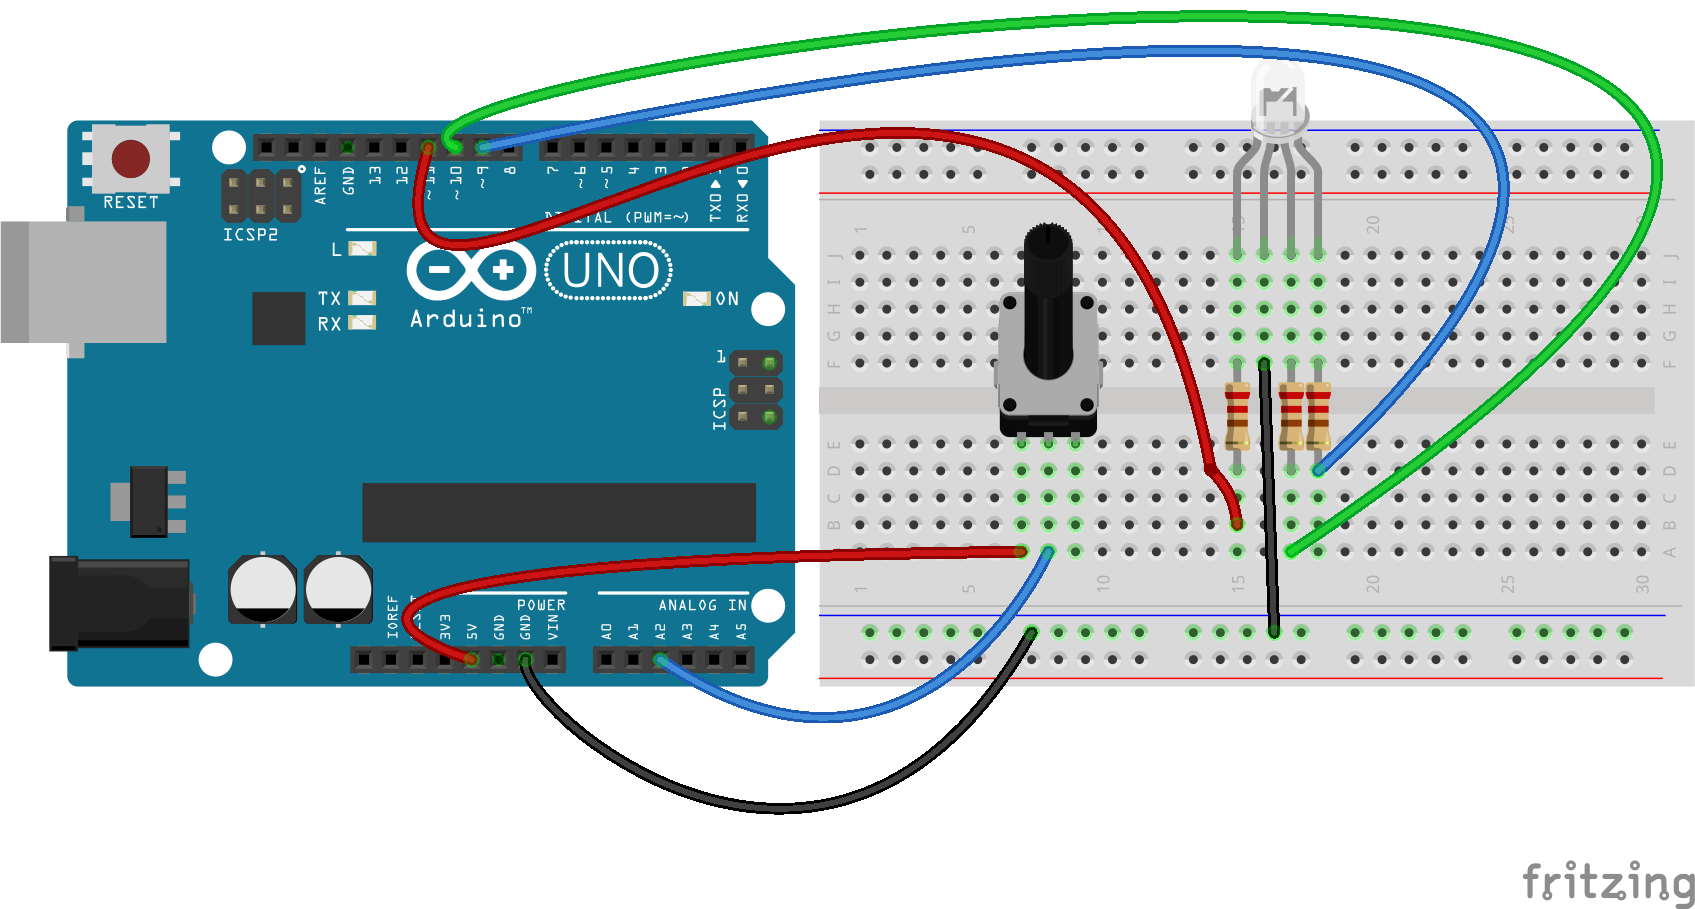 RESET
ICSP2
AREF
GND
13
12
~11
~10
~9
8
7
~6
~5
4
3
2
TX0▶1
RX0◀0
DIGITAL (PWM=~)
L
TX
RX
UNO
ON
Arduino™
1
ICSP
IOREF
3V3
5V
GND
GND
VIN
POWER
ANALOG IN
A0
A1
A2
A3
A4
A5
1
5
10
15
20
25
30
J
I
H
G
F
J
I
H
G
F
E
D
C
B
A
E
D
C
B
A
1
5
10
15
20
25
30
fritzing